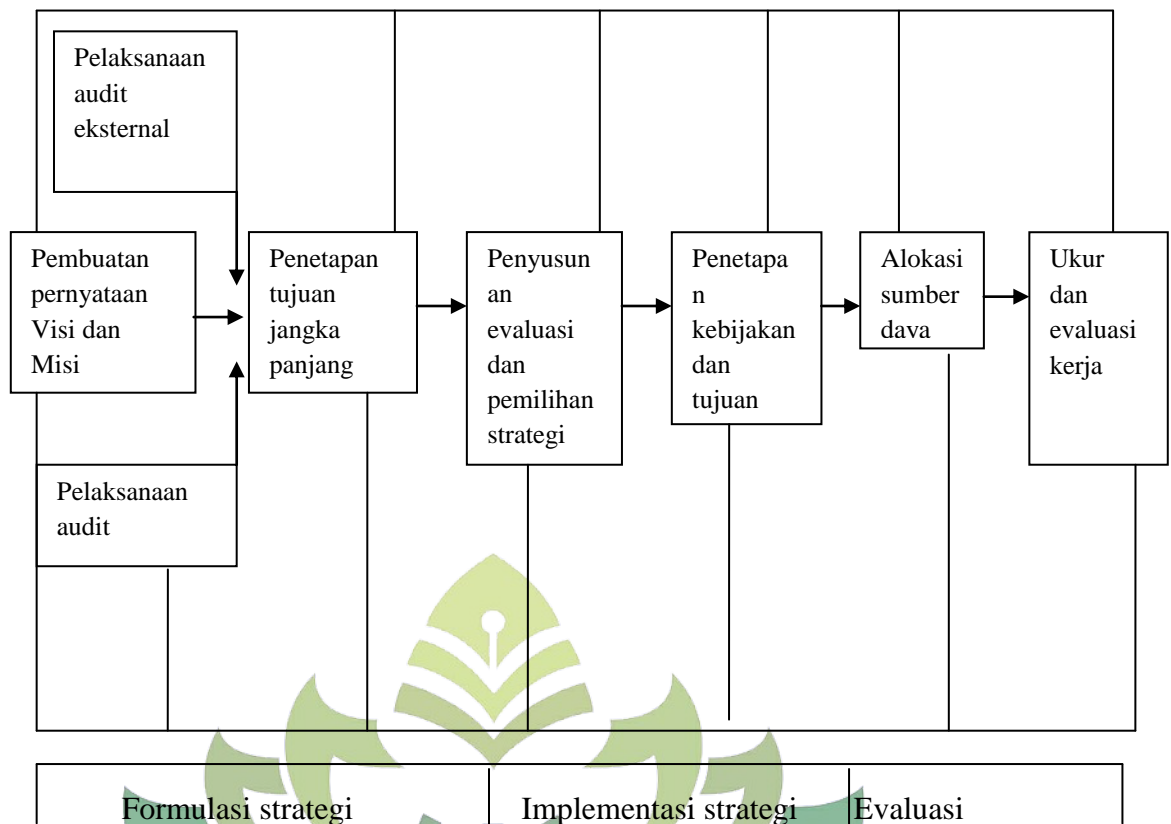 Pelaksanaan
audit
eksternal
Pembuatan
pernyataan
Visi dan
Misi
Penetapan
tujuan
jangka
panjang
Penyusun
an
evaluasi
dan
pemilihan
strategi
Penetapa
n
kebijakan
dan
tujuan
Alokasi
sumber
dava
Ukur
dan
evaluasi
kerja
Pelaksanaan
audit
Formulasi strategi
Implementasi strategi
Evaluasi